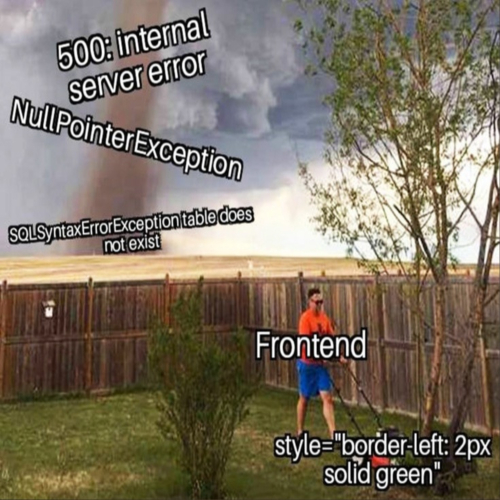 500: internal
server error
NullPointerException
SQLSyntaxErrorException table does
not exist
Frontend
style="border-left: 2px
solid green"